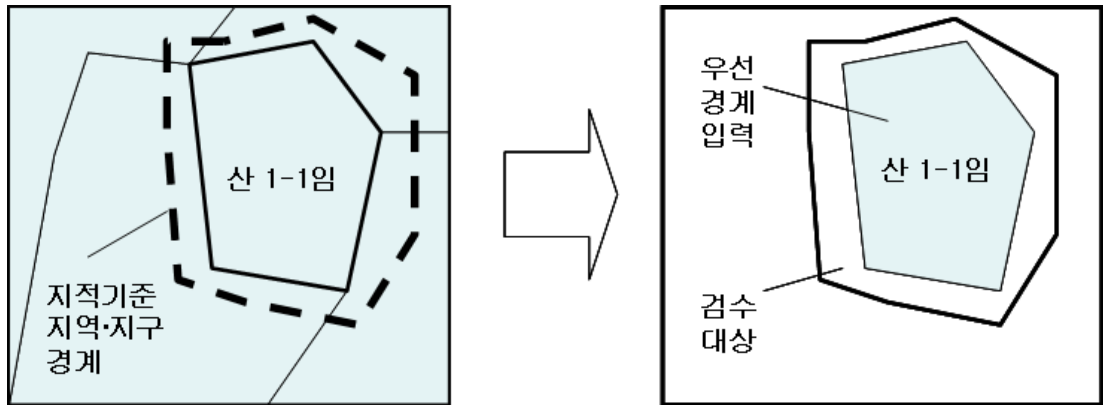 산 1-1임
지적기준
지역·지구
경계
우선
경계
입력
산 1-1임
검수
대상